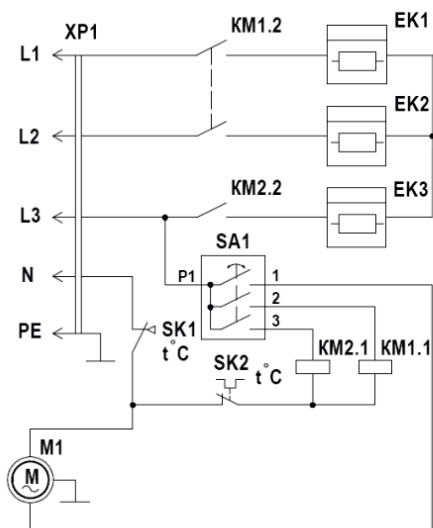 XP1
KM1.2
EK1
L1
EK2
L2
KM2.2
EK3
L3
SA1
P1
1
N
2
SK1
3
t°C
PE
SK2
t°C
KM2.1
KM1.1
M1
M